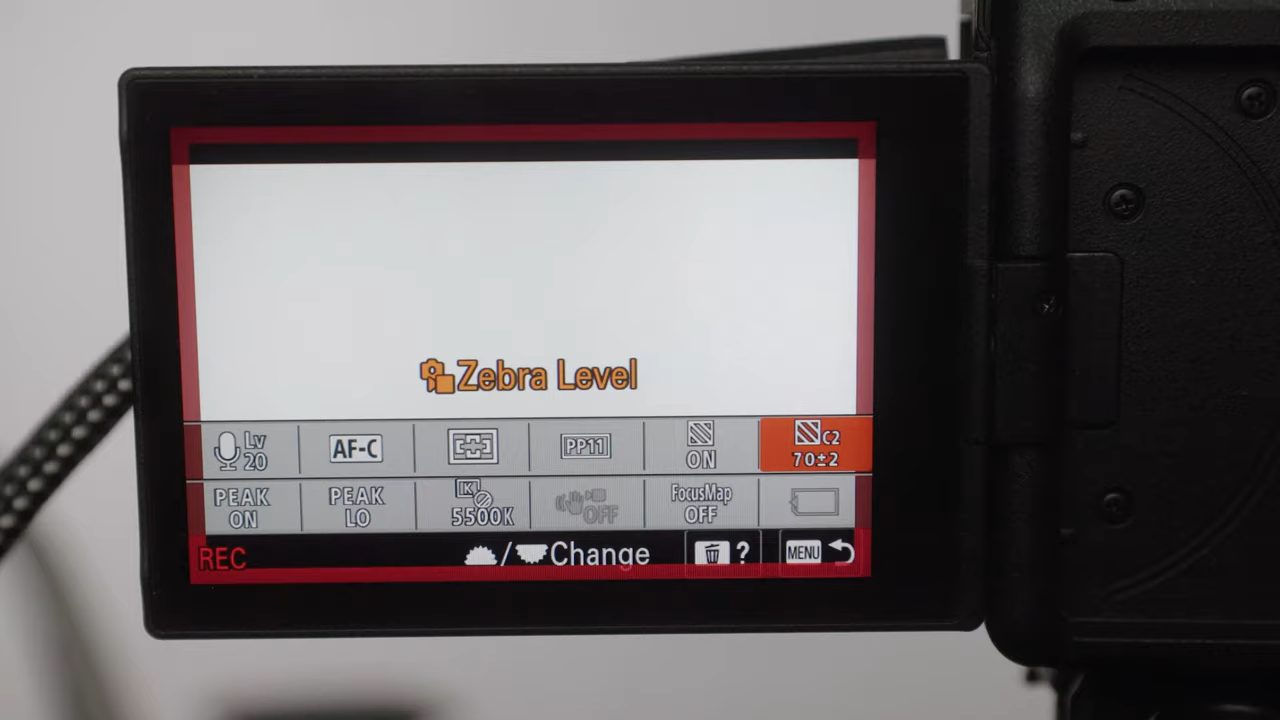 Zebra Level
Lv
20
AF-C
PP11
ON
C2
70±2
PEAK
ON
PEAK
LO
K
5500K
OFF
FocusMap
OFF
REC
/ Change
?
MENU